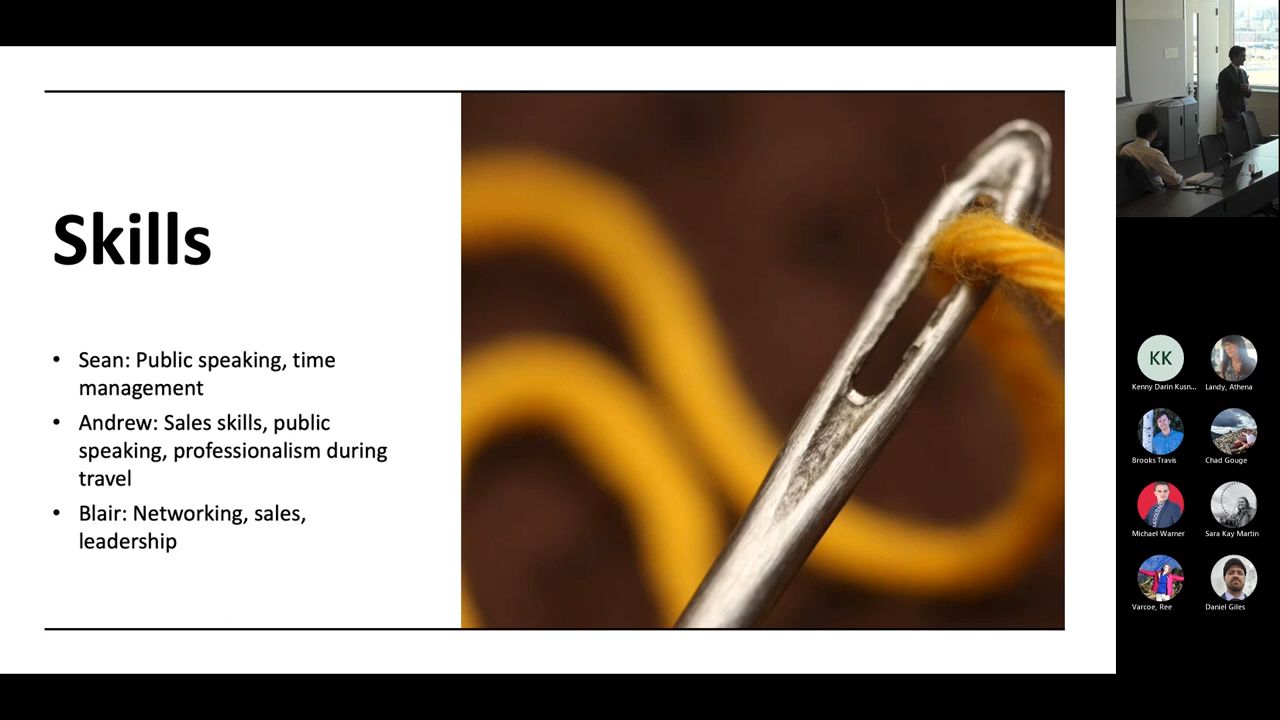 Skills
• Sean: Public speaking, time
management
• Andrew: Sales skills, public
speaking, professionalism during
travel
• Blair: Networking, sales,
leadership
KK
Kenny Darin Kusn...
Landy, Athena
Brooks Travis
Chad Gouge
Michael Warner
Sara Kay Martin
Varcoe, Ree
Daniel Giles